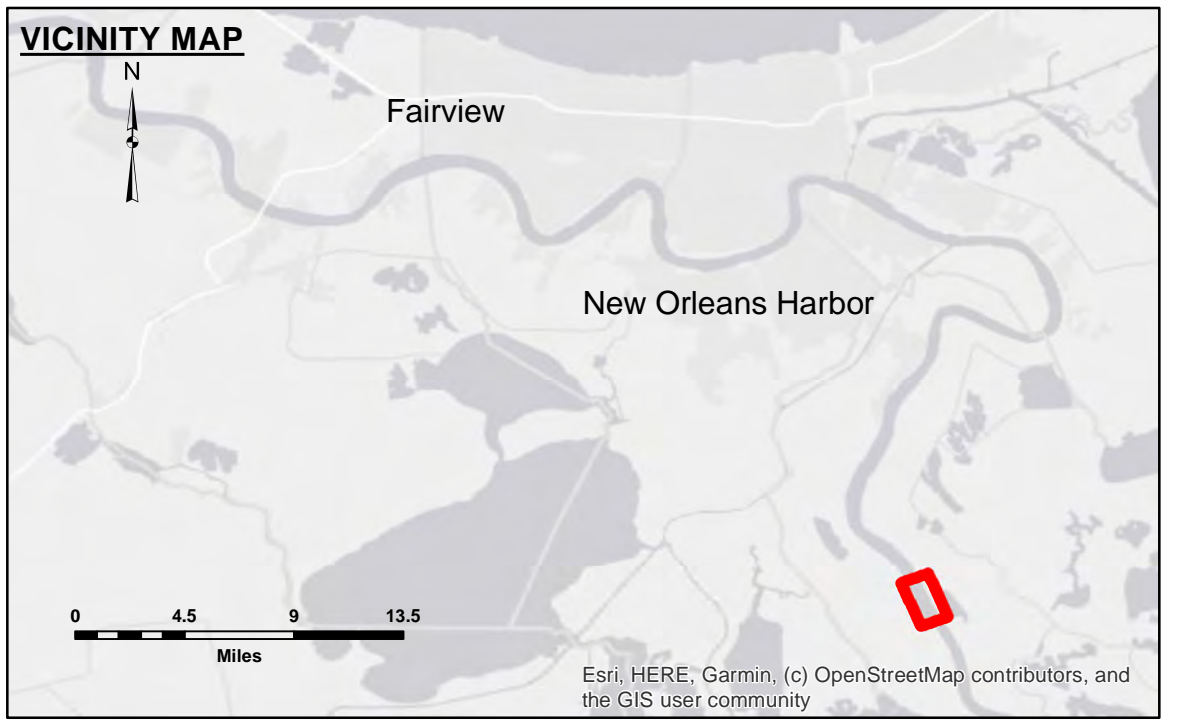 VICINITY MAP
N
Fairview
New Orleans Harbor
0 4.5 9 13.5
Miles
Esri, HERE, Garmin, (c) OpenStreetMap contributors, and
the GIS user community